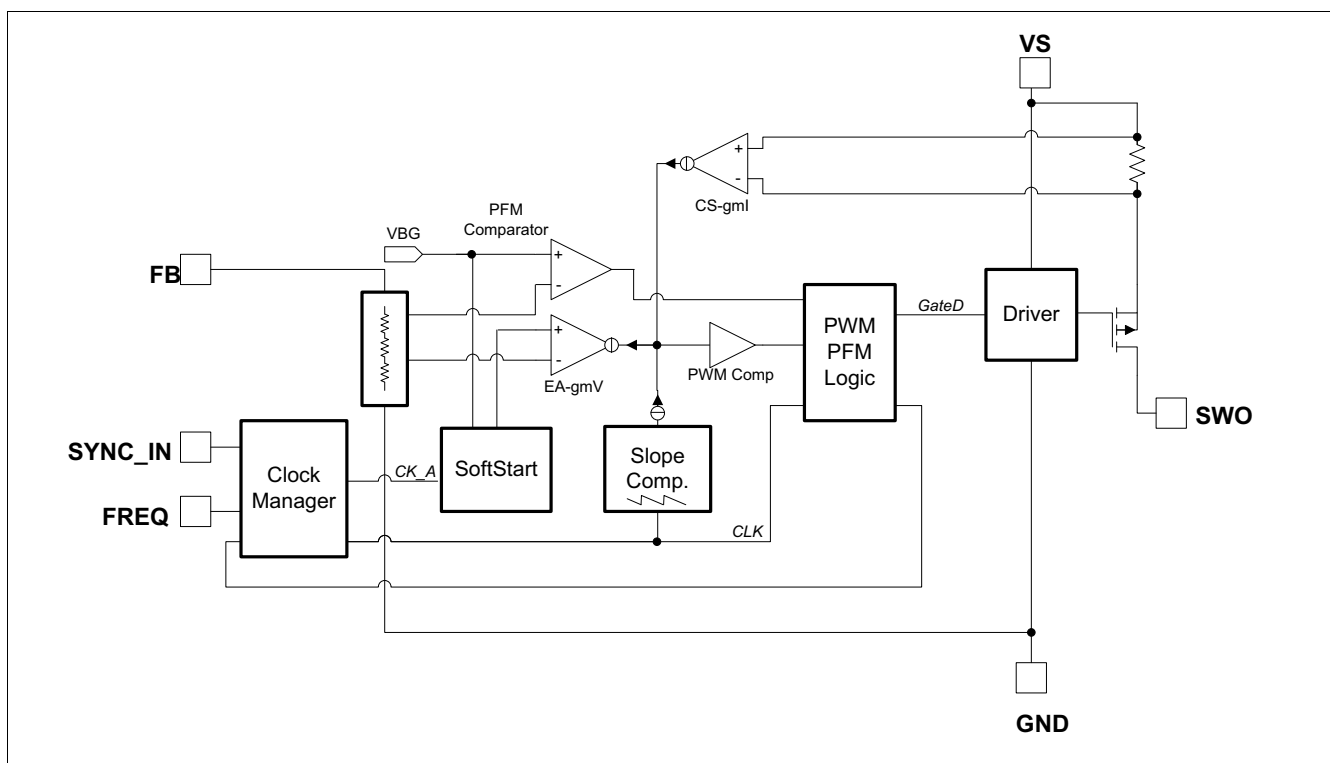 VS
+
-
CS-gmI
PFM
Comparator
VBG
+
-
FB
GateD
Driver
PWM
PFM
Logic
+
-
EA-gmV
PWM Comp
SWO
SYNC_IN
Clock
Manager
CK_A
SoftStart
Slope
Comp.
FREQ
CLK
GND